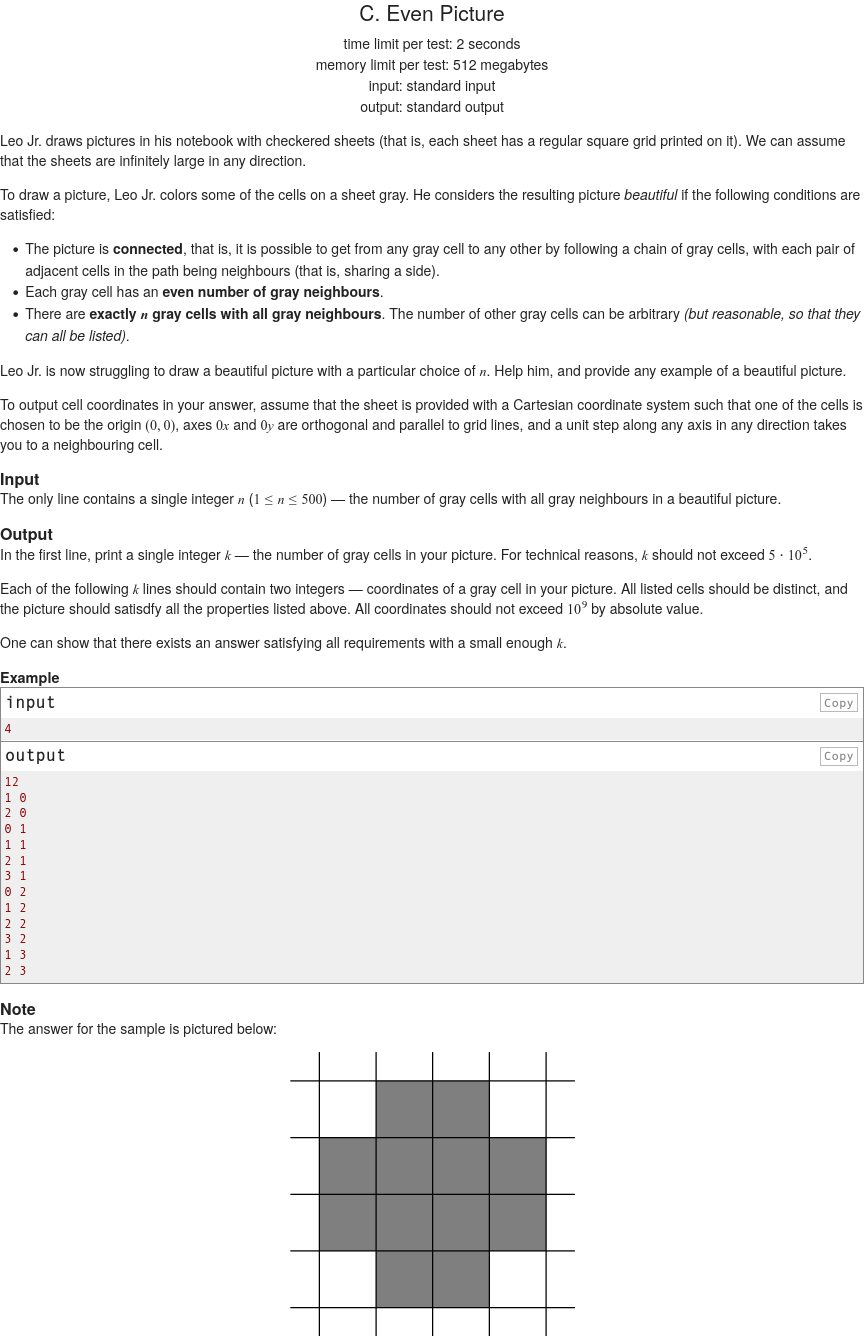 C. Even Picture
time limit per test: 2 seconds
memory limit per test: 512 megabytes
input: standard input
output: standard output
Leo Jr. draws pictures in his notebook with checkered sheets (that is, each sheet has a regular square grid printed on it). We can assume
that the sheets are infinitely large in any direction.
To draw a picture, Leo Jr. colors some of the cells on a sheet gray. He considers the resulting picture beautiful if the following conditions are
satisfied:
• The picture is connected, that is, it is possible to get from any gray cell to any other by following a chain of gray cells, with each pair of
adjacent cells in the path being neighbours (that is, sharing a side).
• Each gray cell has an even number of gray neighbours.
• There are exactly n gray cells with all gray neighbours. The number of other gray cells can be arbitrary (but reasonable, so that they
can all be listed).
Leo Jr. is now struggling to draw a beautiful picture with a particular choice of n. Help him, and provide any example of a beautiful picture.
To output cell coordinates in your answer, assume that the sheet is provided with a Cartesian coordinate system such that one of the cells is
chosen to be the origin (0, 0), axes 0x and 0y are orthogonal and parallel to grid lines, and a unit step along any axis in any direction takes
you to a neighbouring cell.
Input
The only line contains a single integer n (1 ≤ n ≤ 500) — the number of gray cells with all gray neighbours in a beautiful picture.
Output
In the first line, print a single integer k — the number of gray cells in your picture. For technical reasons, k should not exceed 5 · 10^5.
Each of the following k lines should contain two integers — coordinates of a gray cell in your picture. All listed cells should be distinct, and
the picture should satisdfy all the properties listed above. All coordinates should not exceed 10^9 by absolute value.
One can show that there exists an answer satisfying all requirements with a small enough k.
Example
input Copy
4
output Copy
12
1 0
2 0
0 1
1 1
2 1
3 1
0 2
1 2
2 2
3 2
1 3
2 3
Note
The answer for the sample is pictured below: